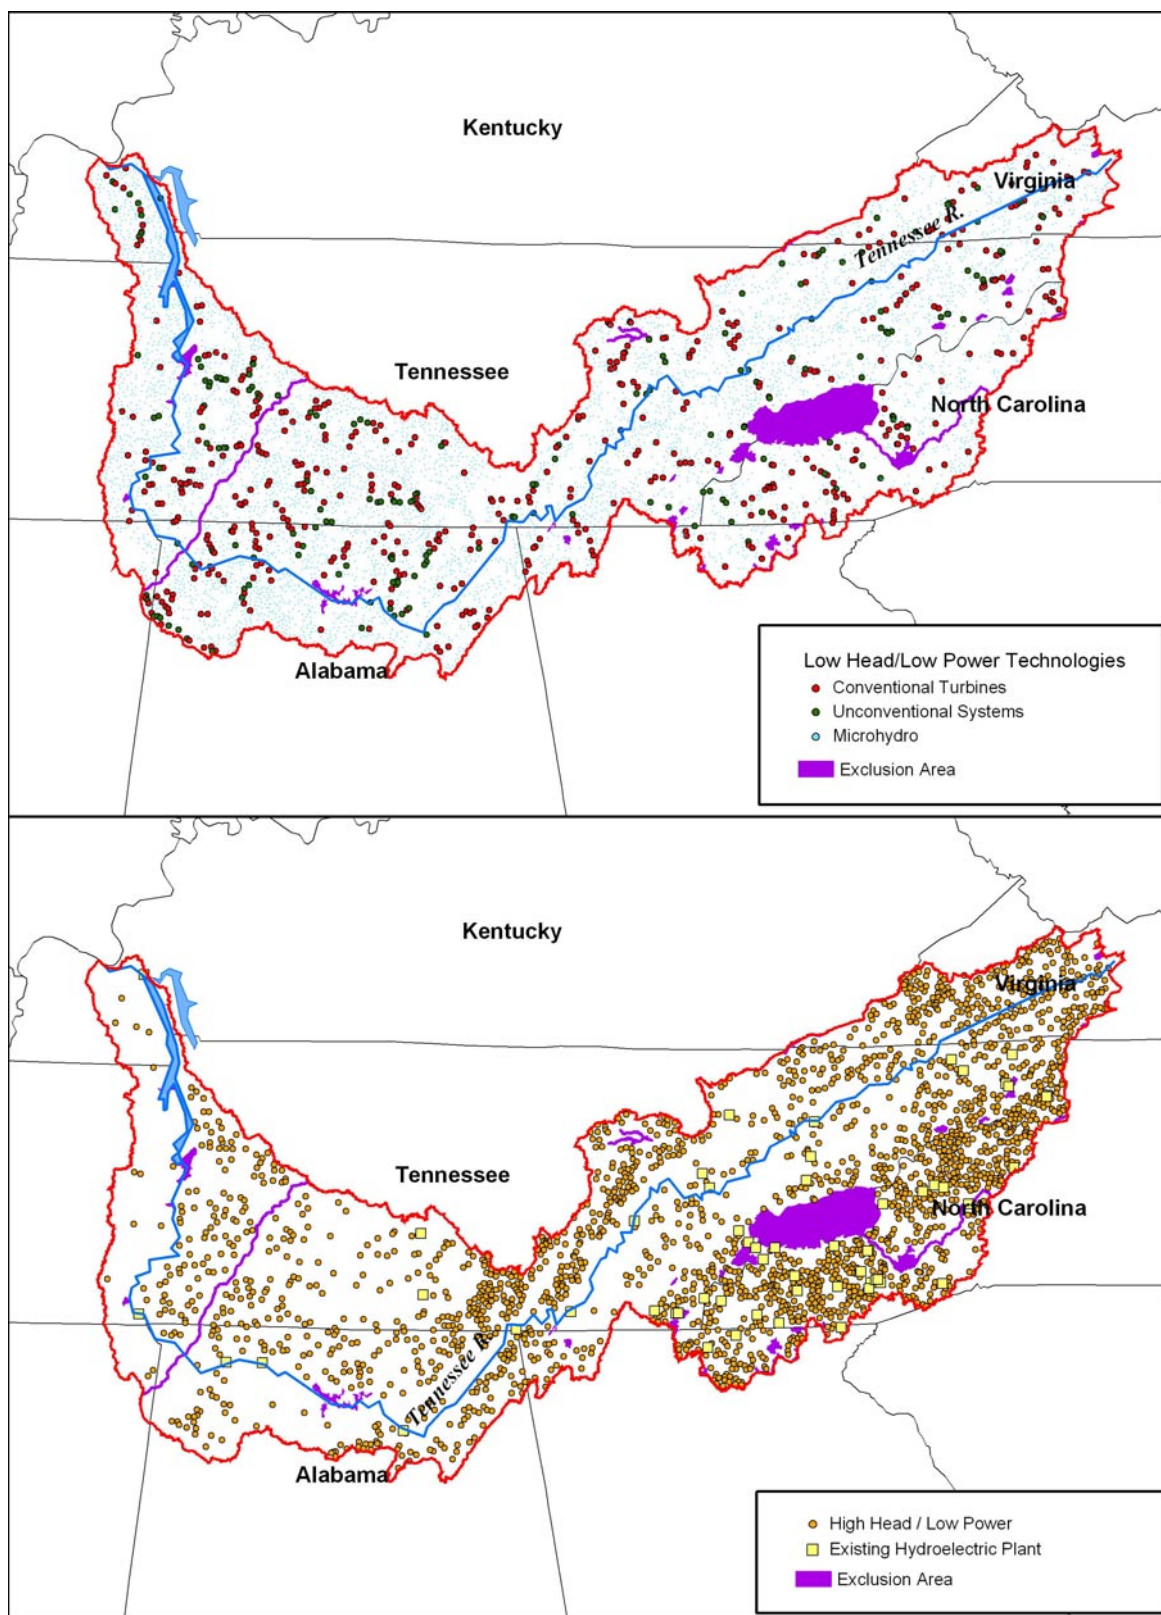 Kentucky
Virginia
Tennessee R.
Tennessee
North Carolina
Alabama
Low Head/Low Power Technologies
Conventional Turbines
Unconventional Systems
Microhydro
Exclusion Area
Kentucky
Virginia
Tennessee
North Carolina
Tennessee R.
Alabama
High Head / Low Power
Existing Hydroelectric Plant
Exclusion Area